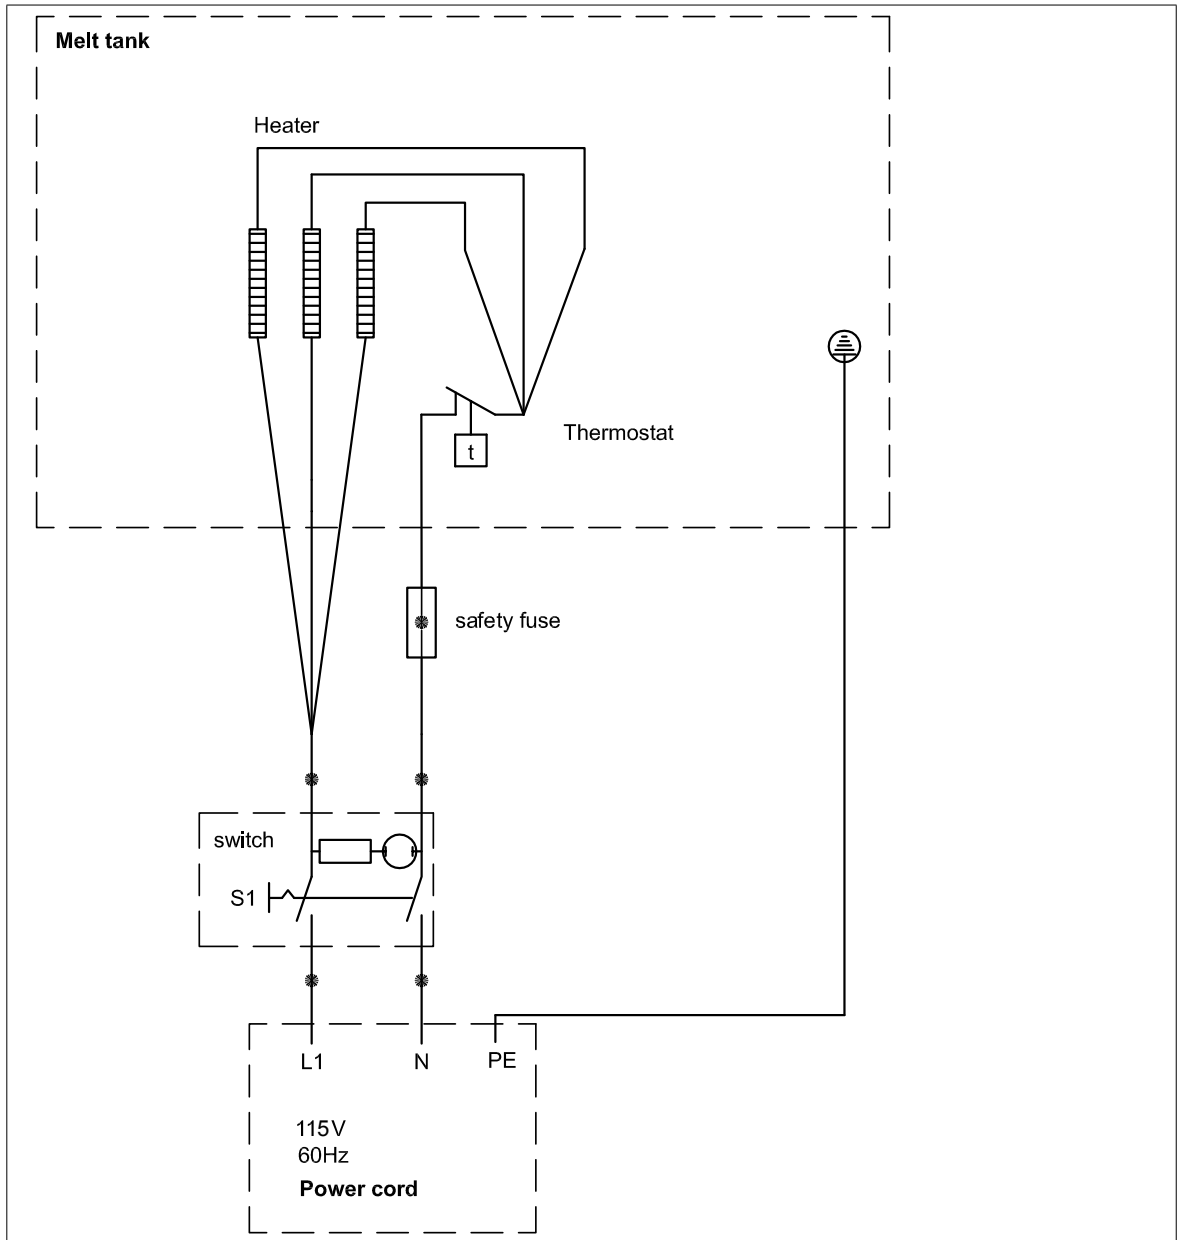 Melt tank
Heater
Thermostat
t
safety fuse
switch
S1
L1 N PE
115V
60Hz
Power cord